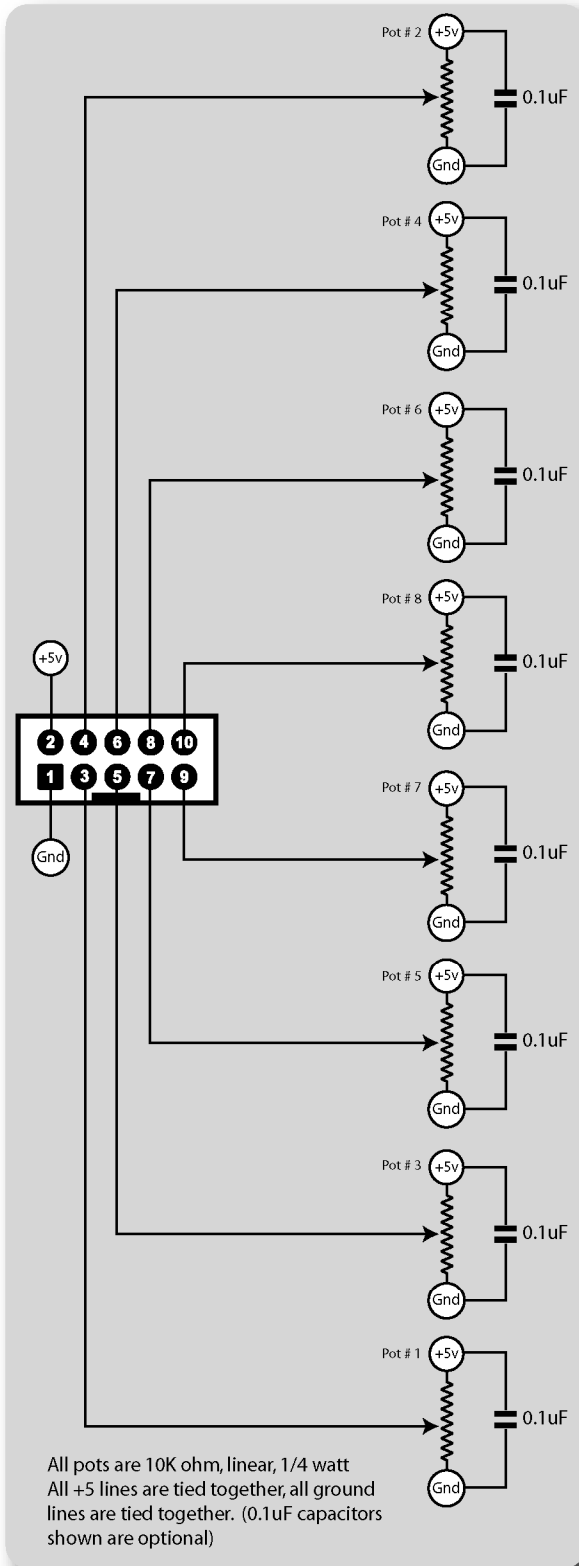 Pot # 2
+5v
0.1uF
Gnd
Pot # 4
+5v
0.1uF
Gnd
Pot # 6
+5v
0.1uF
Gnd
Pot # 8
+5v
0.1uF
Gnd
+5v
2 4 6 8 10
1 3 5 7 9
Gnd
Pot # 7
+5v
0.1uF
Gnd
Pot # 5
+5v
0.1uF
Gnd
Pot # 3
+5v
0.1uF
Gnd
Pot # 1
+5v
0.1uF
Gnd
All pots are 10K ohm, linear, 1/4 watt
All +5 lines are tied together, all ground
lines are tied together. (0.1uF capacitors
shown are optional)